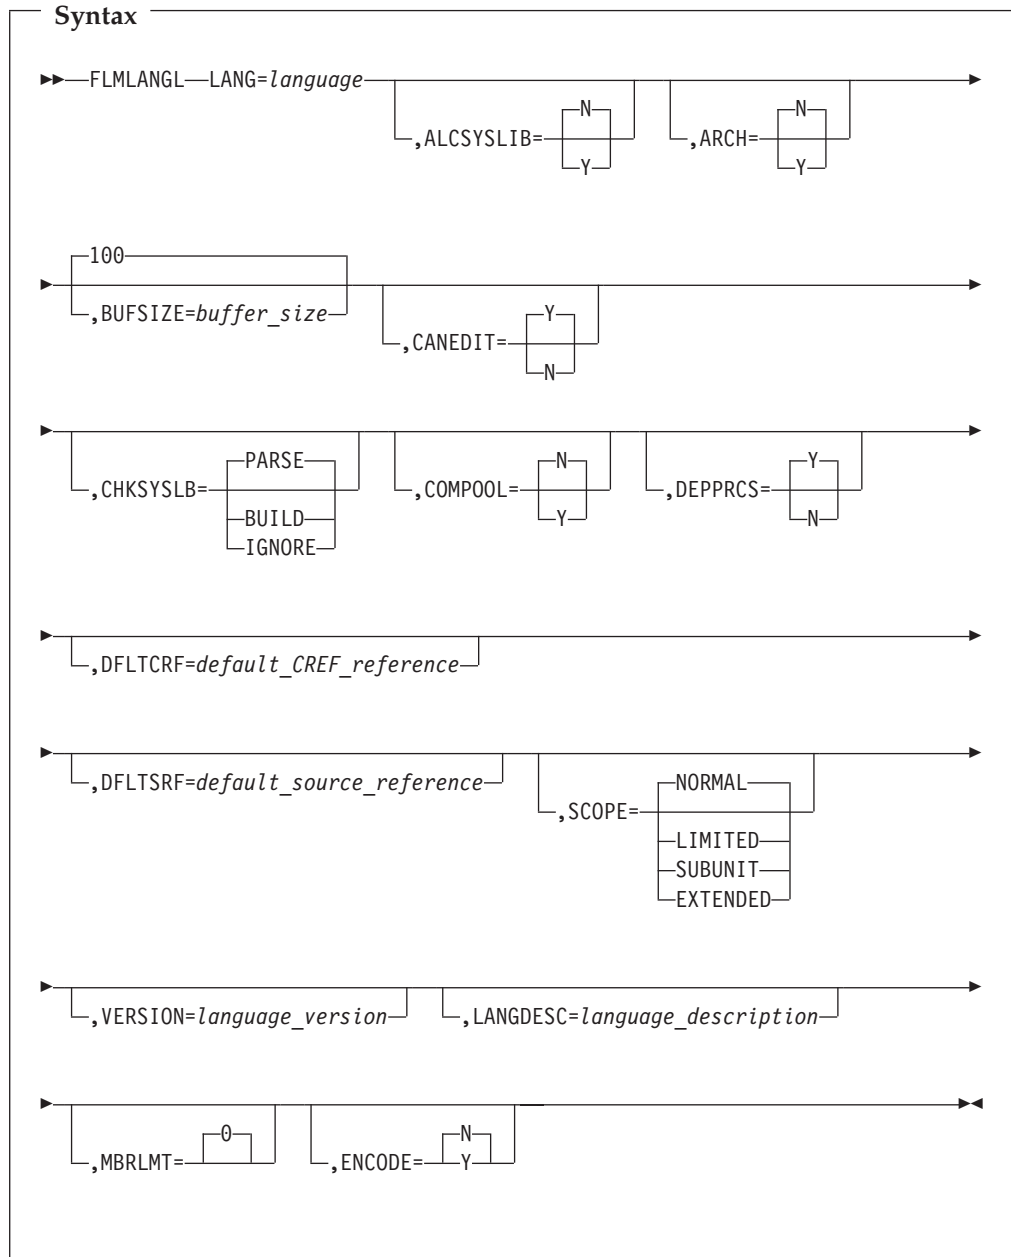 Syntax
FLMLANGL LANG=language
,ALCSYSLIB= N Y ,ARCH= N Y
100
,BUFSIZE=buffer_size ,CANEDIT= Y N
,CHKSYSLB= PARSE BUILD IGNORE ,COMPOOL= N Y ,DEPPRCS= Y N
,DFLTCRF=default_CREF_reference
,DFLTSRF=default_source_reference ,SCOPE= NORMAL LIMITED SUBUNIT EXTENDED
,VERSION=language_version ,LANGDESC=language_description
,MBRLMT= 0 ,ENCODE= N Y